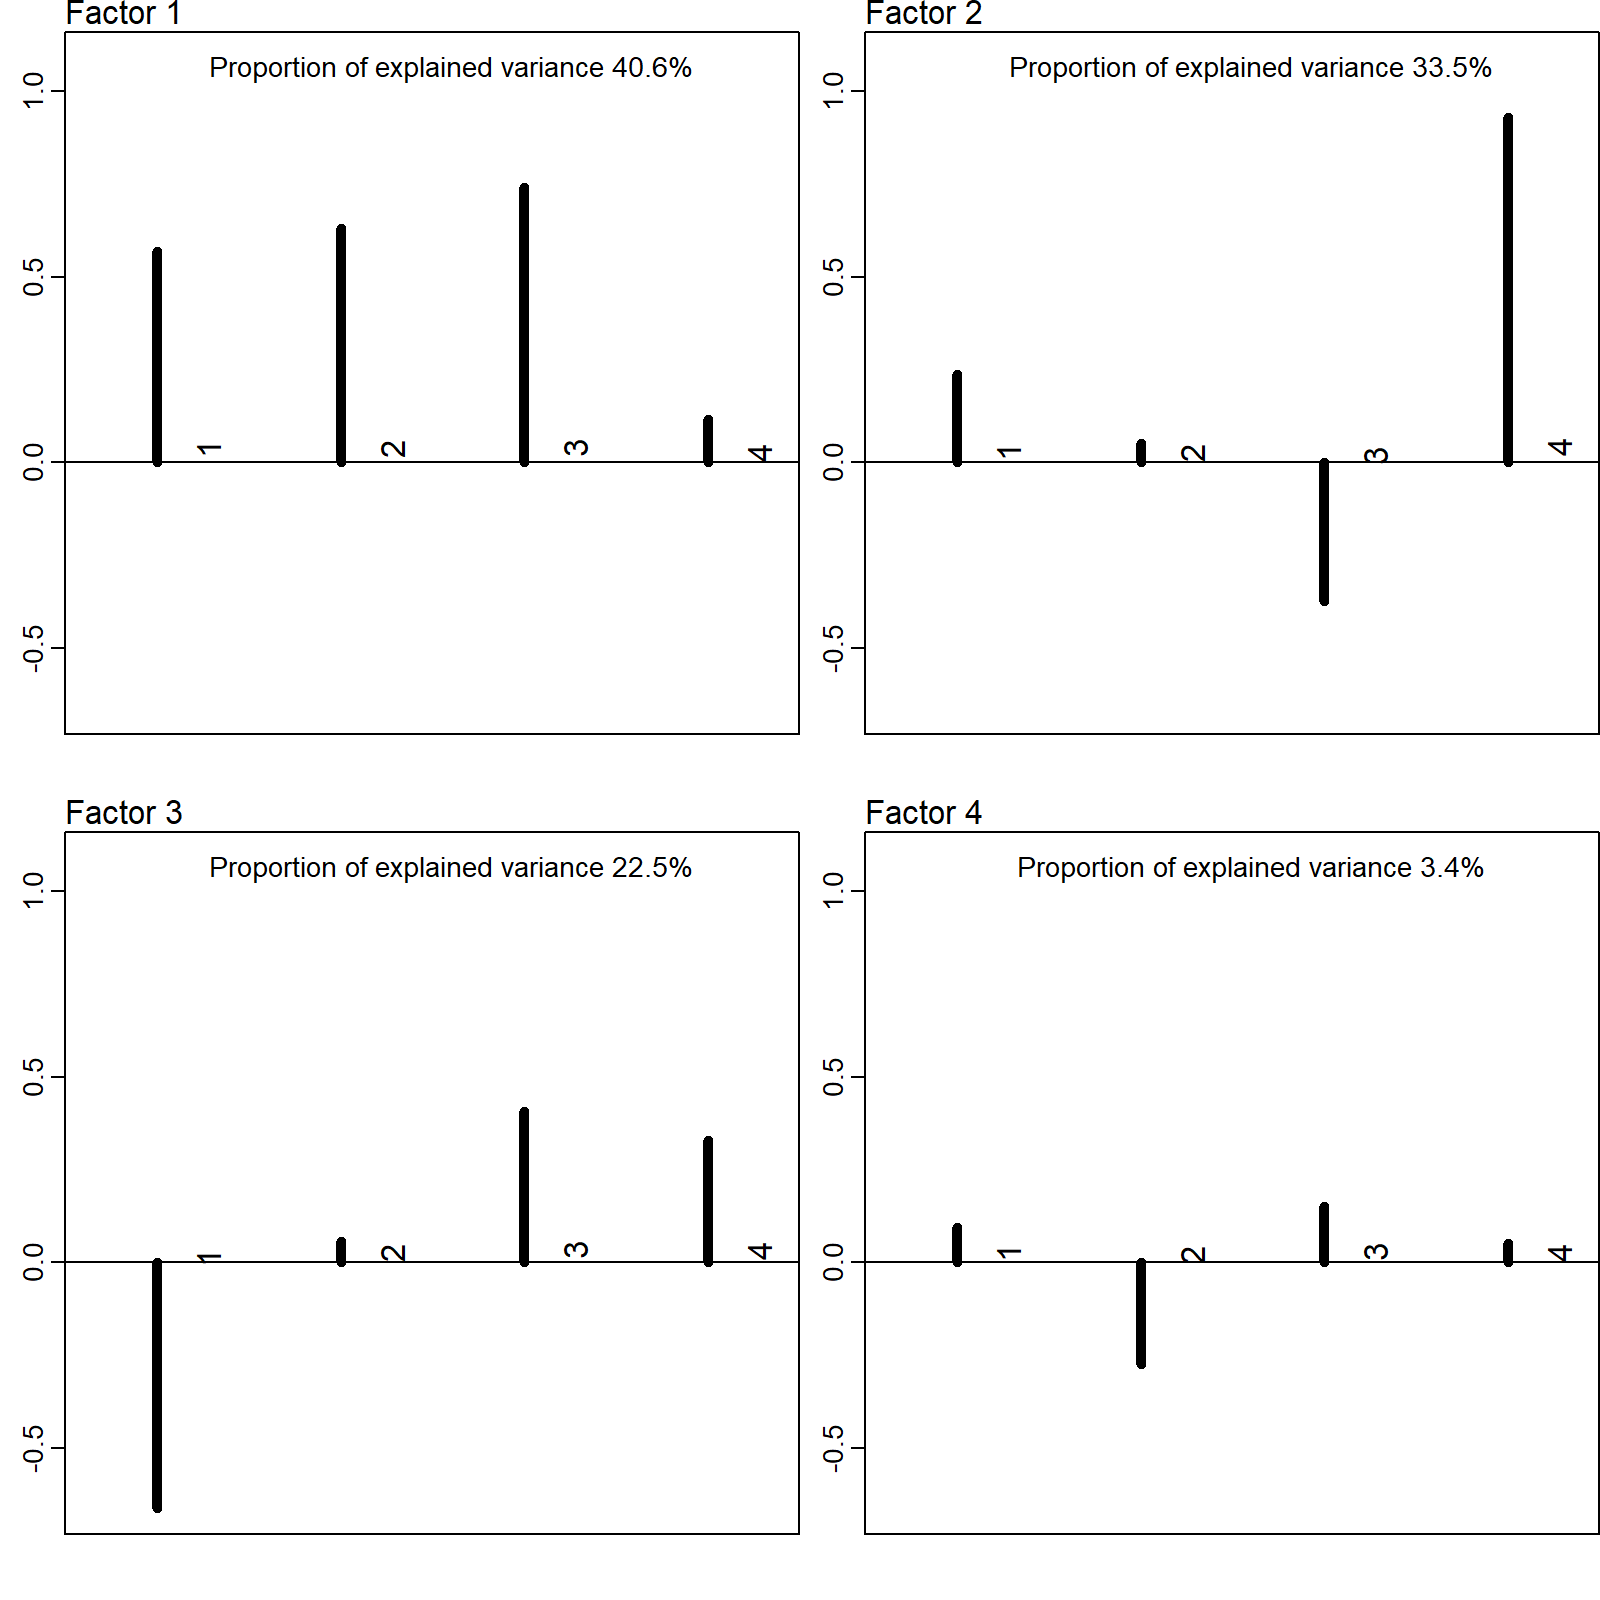 Factor 1
Proportion of explained variance 40.6%
1.0
0.5
0.0
-0.5
1 2 3 4
Factor 2
Proportion of explained variance 33.5%
1.0
0.5
0.0
-0.5
1 2 3 4
Factor 3
Proportion of explained variance 22.5%
1.0
0.5
0.0
-0.5
1 2 3 4
Factor 4
Proportion of explained variance 3.4%
1.0
0.5
0.0
-0.5
1 2 3 4